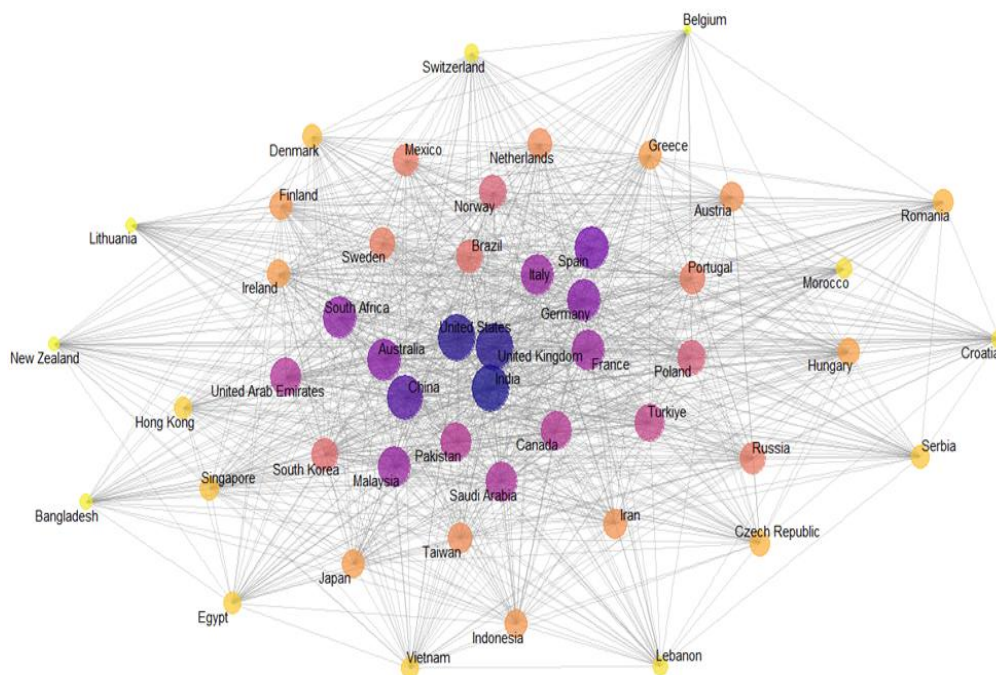 Belgium
Switzerland
Denmark
Mexico
Netherlands
Greece
Finland
Norway
Austria
Romania
Lithuania
Sweden
Brazil
Spain
Italy
Portugal
Morocco
Ireland
South Africa
Germany
United States
New Zealand
Australia
United Kingdom
France
Poland
Hungary
Croatia
United Arab Emirates
China
India
Hong Kong
Türkiye
Canada
South Korea
Pakistan
Russia
Serbia
Singapore
Malaysia
Saudi Arabia
Bangladesh
Iran
Czech Republic
Taiwan
Japan
Egypt
Indonesia
Vietnam
Lebanon